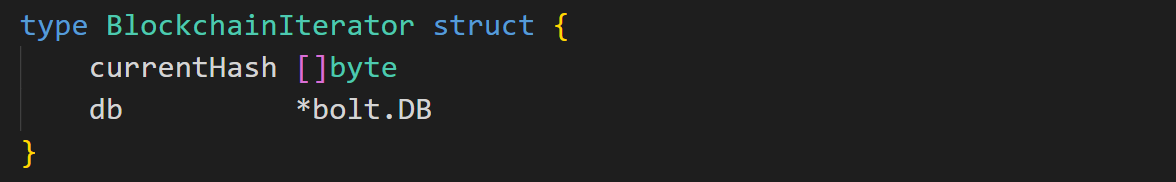 type BlockchainIterator struct {
    currentHash []byte
    db          *bolt.DB
}